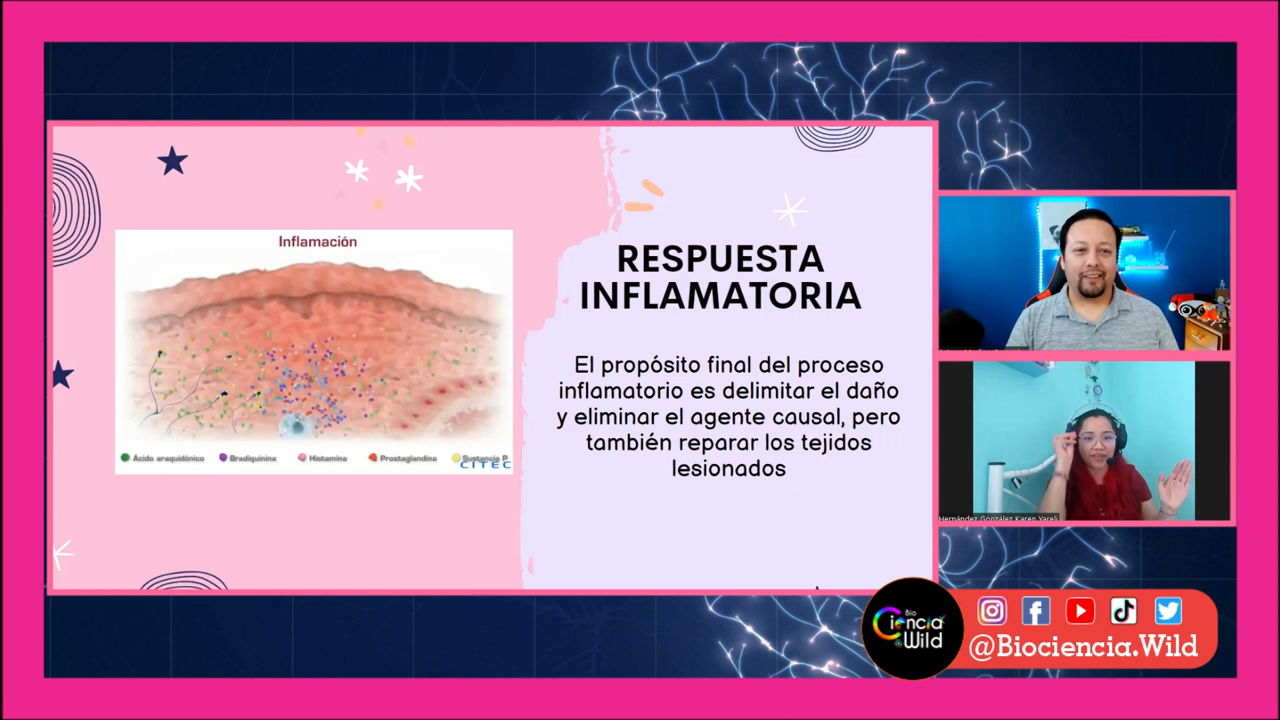 Inflamación
Ácido araquidónico
Bradiquinina
Histamina
Prostaglandina
Sustancia P
CITEC
RESPUESTA
INFLAMATORIA
El propósito final del proceso
inflamatorio es delimitar el daño
y eliminar el agente causal, pero
también reparar los tejidos
lesionados
Hernández González Karen Yareli
Bio
Ciencia
Wild
@Biociencia.Wild